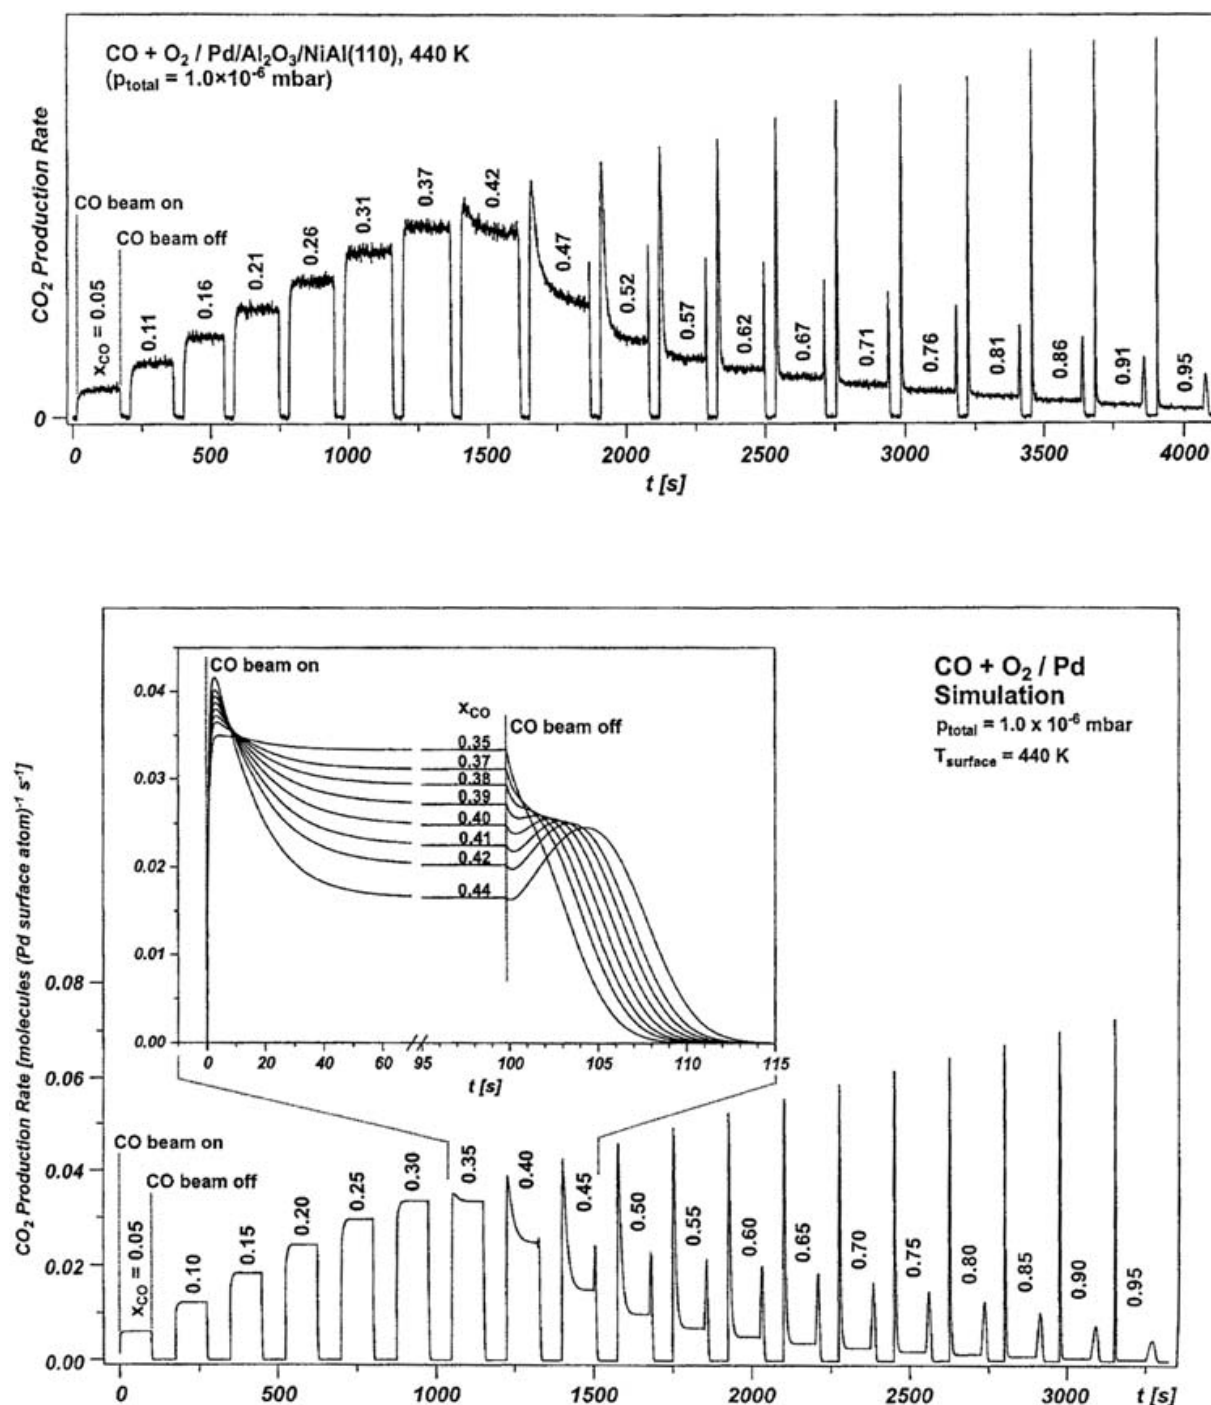 CO + O₂ / Pd/Al₂O₃/NiAl(110), 440 K
(p_total = 1.0×10⁻⁶ mbar)
CO₂ Production Rate
CO beam on
CO beam off
x_CO = 0.05
0.11
0.16
0.21
0.26
0.31
0.37
0.42
0.47
0.52
0.57
0.62
0.67
0.71
0.76
0.81
0.86
0.91
0.95
0
0 500 1000 1500 2000 2500 3000 3500 4000
t [s]
CO + O₂ / Pd
Simulation
p_total = 1.0 x 10⁻⁶ mbar
T_surface = 440 K
CO beam on
x_CO
CO beam off
0.35
0.37
0.38
0.39
0.40
0.41
0.42
0.44
0.04
0.03
0.02
0.01
0.00
0 20 40 60 95 100 105 110 115
t [s]
CO₂ Production Rate [molecules (Pd surface atom)⁻¹ s⁻¹)
0.08
0.06
0.04
0.02
0.00
CO beam on
CO beam off
x_CO = 0.05
0.10
0.15
0.20
0.25
0.30
0.35
0.40
0.45
0.50
0.55
0.60
0.65
0.70
0.75
0.80
0.85
0.90
0.95
0 500 1000 1500 2000 2500 3000 t [s]